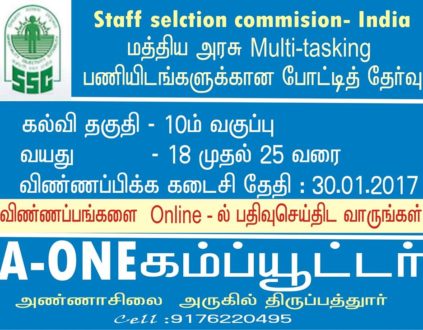 Staff selction commision- India
மத்திய அரசு Multi-tasking
பணியிடங்களுக்கான போட்டித் தேர்வு
SSC
கல்வி தகுதி - 10ம் வகுப்பு
வயது - 18 முதல் 25 வரை
விண்ணப்பிக்க கடைசி தேதி : 30.01.2017
விண்ணப்பங்களை Online - ல் பதிவுசெய்திட வாருங்கள்
A-ONEகம்ப்யூட்டர்
அண்ணாசிலை அருகில் திருப்பத்தூர்
Cell :9176220495